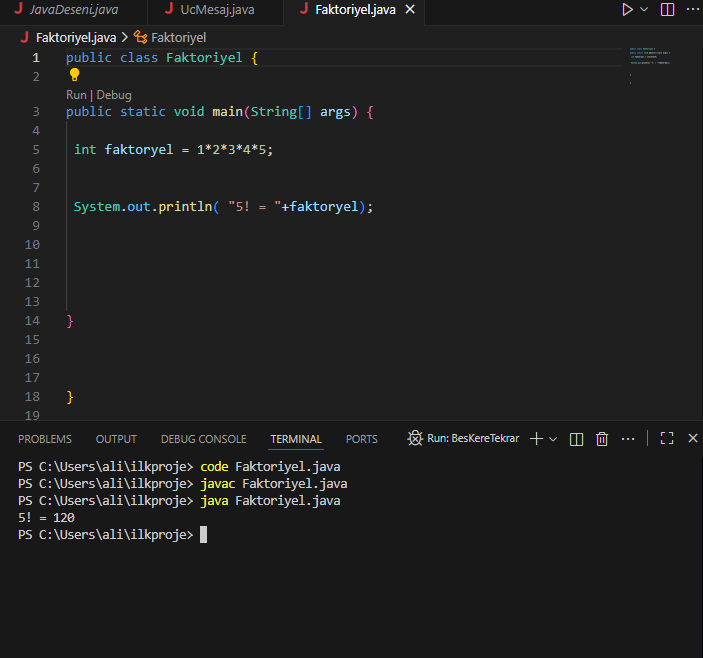 JavaDeseni.java UcMesaj.java Faktoriyel.java
Faktoriyel.java > Faktoriyel
1 public class Faktoriyel {
2
Run | Debug
3 public static void main(String[] args) {
4
5 int faktoryel = 1*2*3*4*5;
6
7
8 System.out.println( "5! = "+faktoryel);
9
10
11
12
13
14 }
15
16
17
18 }
19
PROBLEMS OUTPUT DEBUG CONSOLE TERMINAL PORTS Run: BesKereTekrar
PS C:\Users\ali\ilkproje> code Faktoriyel.java
PS C:\Users\ali\ilkproje> javac Faktoriyel.java
PS C:\Users\ali\ilkproje> java Faktoriyel.java
5! = 120
PS C:\Users\ali\ilkproje>